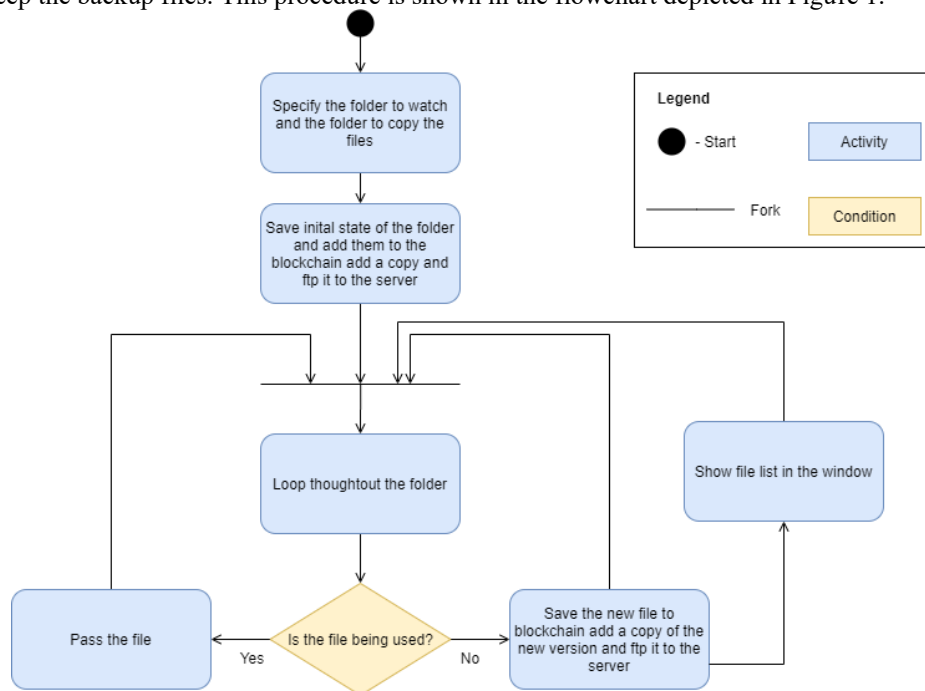 eep the backup files. This procedure is shown in the flowchart depicted in Figure 1.
Specify the folder to watch
and the folder to copy the
files
Legend
- Start
Activity
Fork
Condition
Save inital state of the folder
and add them to the
blockchain add a copy and
ftp it to the server
Loop thoughtout the folder
Show file list in the window
Pass the file
Is the file being used?
Yes
No
Save the new file to
blockchain add a copy of the
new version and ftp it to the
server